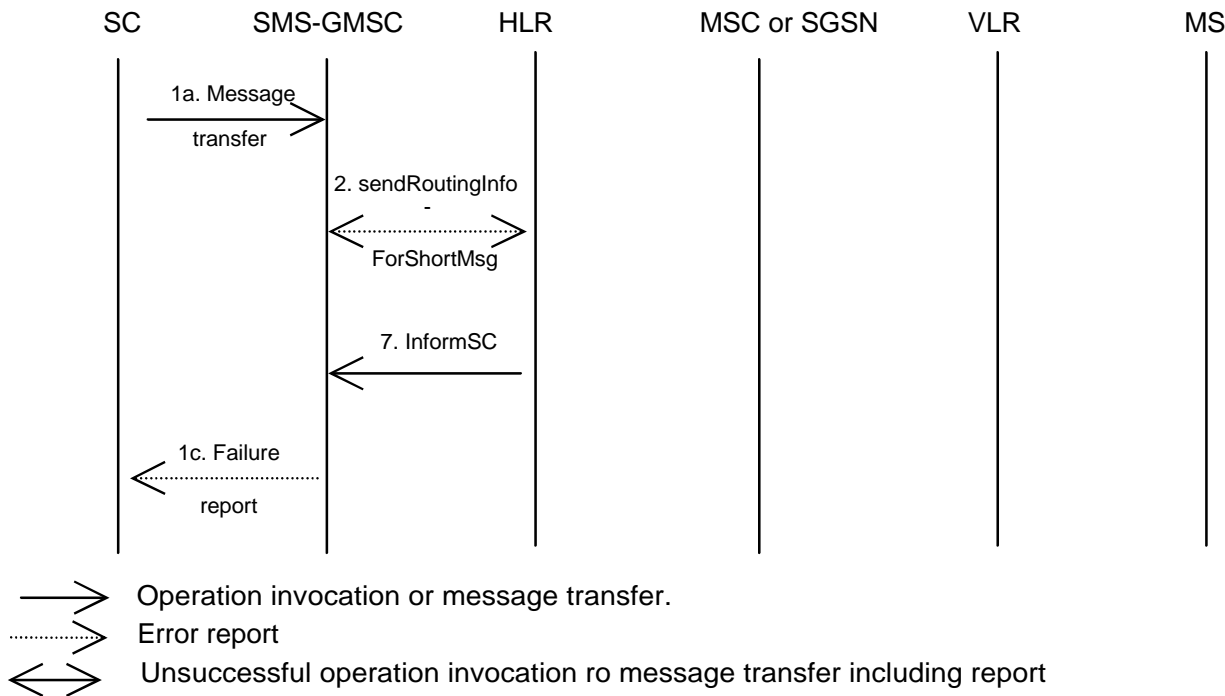 SC SMS-GMSC HLR MSC or SGSN VLR MS
1a. Message
transfer
2. sendRoutingInfo
-
ForShortMsg
7. InformSC
1c. Failure
report
Operation invocation or message transfer.
Error report
Unsuccessful operation invocation ro message transfer including report